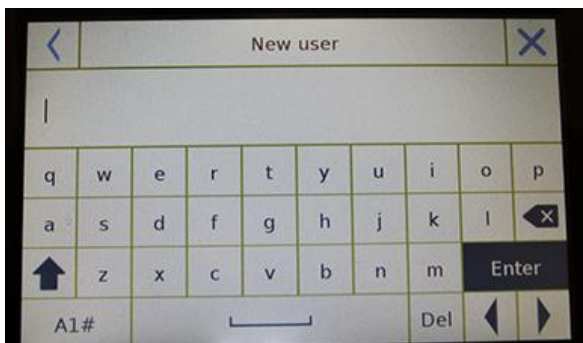 New user
q w e r t y u i o p
a s d f g h j k l
z x c v b n m Enter
A1# Del